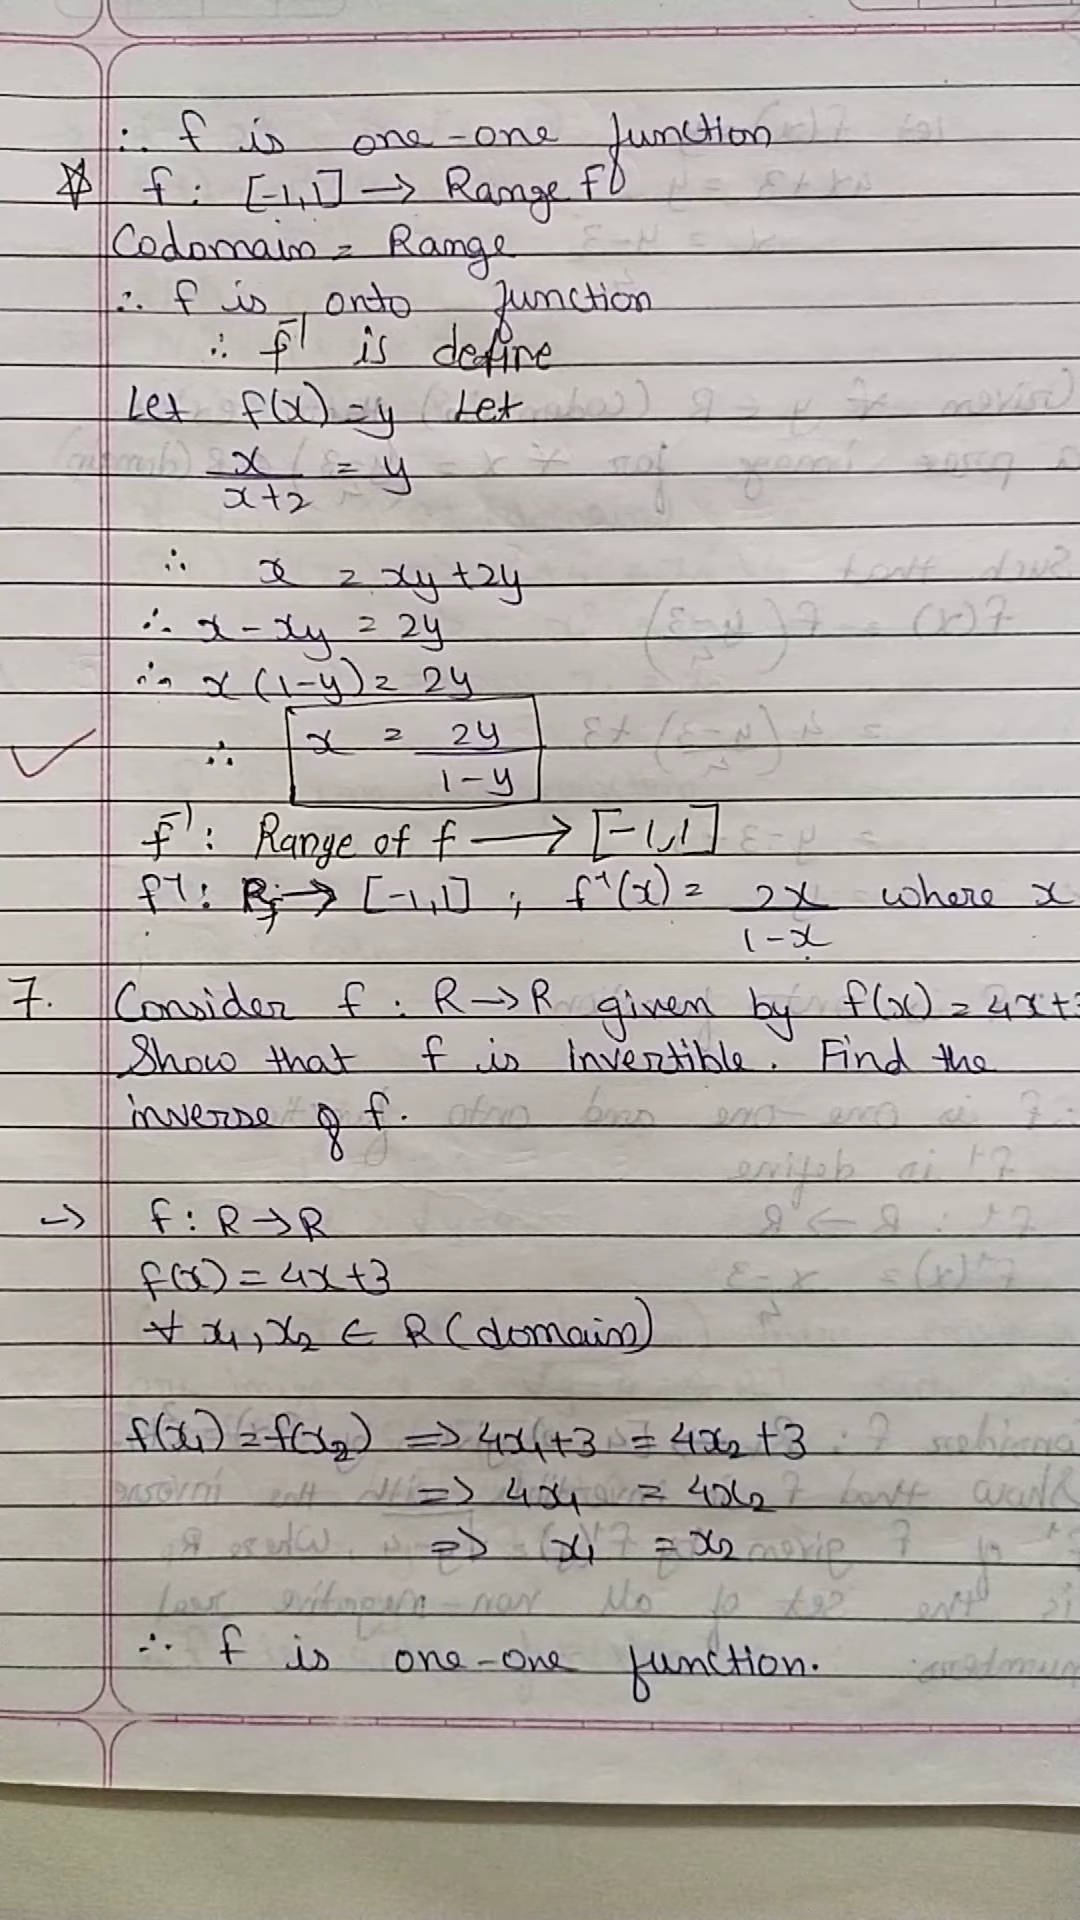 ∴ f is one-one function
☆ f : [-1,1] → Range f
Codomain = Range
∴ f is onto function
∴ f⁻¹ is define
Let f(x) = y Let
x/(x+2) = y
∴ x = xy + 2y
∴ x - xy = 2y
∴ x (1-y) = 2y
∴ x = 2y/(1-y)
f⁻¹ : Range of f → [-1,1]
f⁻¹ : R_f → [-1,1] ; f⁻¹(x) = 2x/(1-x) where x
7. Consider f : R → R given by f(x) = 4x+3
Show that f is invertible. Find the
inverse of f.
→ f : R → R
f(x) = 4x+3
∀ x₁, x₂ ∈ R (domain)
f(x₁) = f(x₂) ⇒ 4x₁+3 = 4x₂+3
⇒ 4x₁ = 4x₂
⇒ x₁ = x₂
∴ f is one-one function.